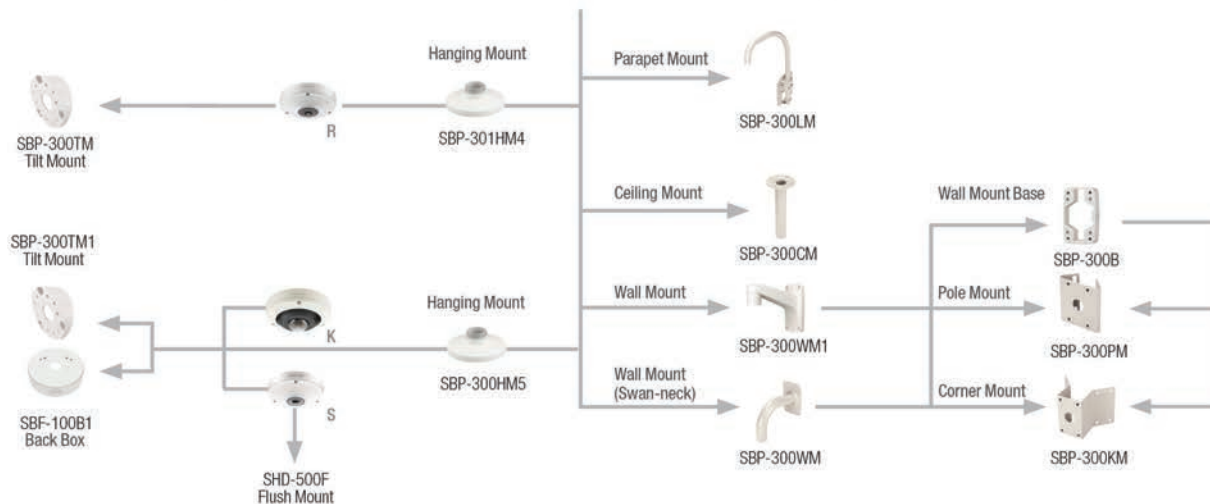 Hanging Mount
Parapet Mount
R
SBP-300TM
Tilt Mount
SBP-301HM4
SBP-300LM
Ceiling Mount
Wall Mount Base
SBP-300TM1
Tilt Mount
SBP-300CM
SBP-300B
Hanging Mount
Wall Mount
Pole Mount
K
SBP-300HM5
SBP-300WM1
SBP-300PM
Wall Mount
(Swan-neck)
Corner Mount
S
SBF-100B1
Back Box
SBP-300WM
SBP-300KM
SHD-500F
Flush Mount